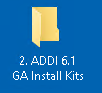 2. ADDI 6.1
GA Install Kits